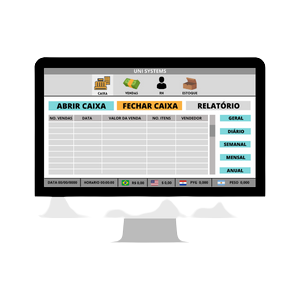 UNI SYSTEMS
CAIXA VENDAS RH ESTOQUE
ABRIR CAIXA FECHAR CAIXA RELATÓRIO
NO. VENDAS DATA VALOR DA VENDA NO. ITENS VENDEDOR
GERAL
DIÁRIO
SEMANAL
MENSAL
ANUAL
DATA:00/00/0000 HORARIO 00:00:00 R$ 0,00 $ 0,00 PYG 0,000 PESO 0,000